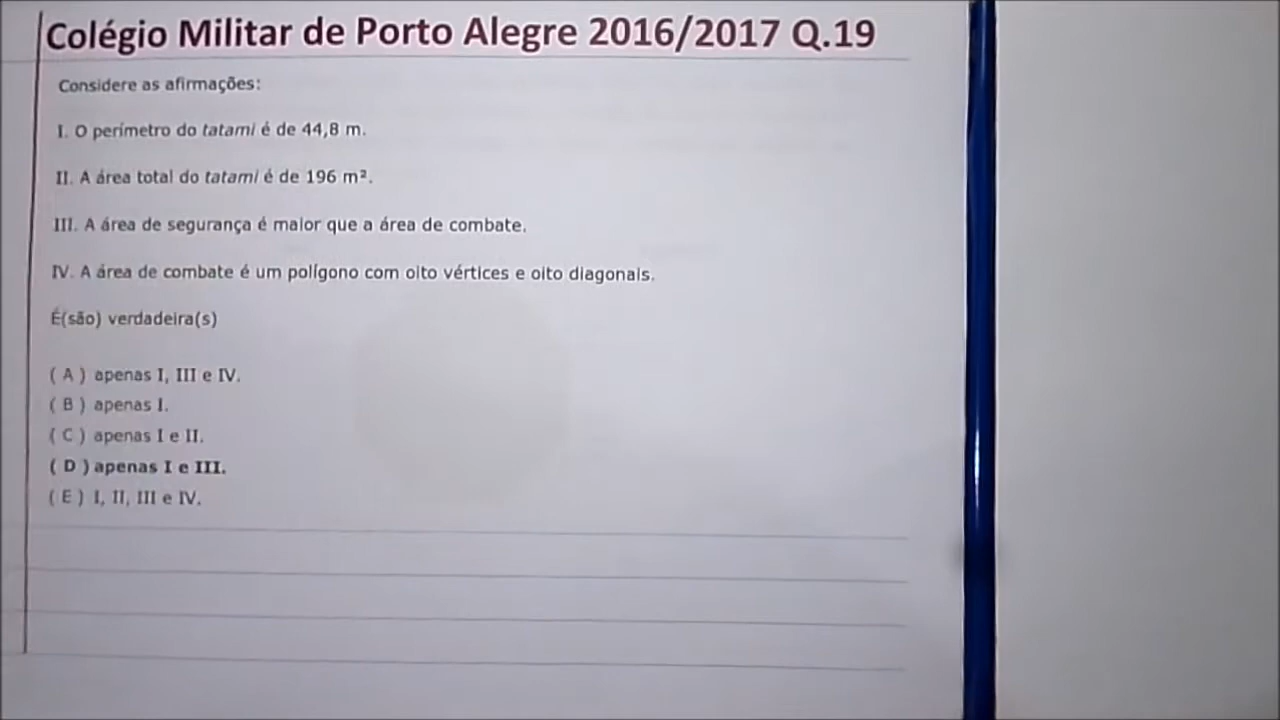 Colégio Militar de Porto Alegre 2016/2017 Q.19
Considere as afirmações:
I. O perímetro do tatami é de 44,8 m.
II. A área total do tatami é de 196 m².
III. A área de segurança é maior que a área de combate.
IV. A área de combate é um polígono com oito vértices e oito diagonais.
É(são) verdadeira(s)
( A ) apenas I, III e IV.
( B ) apenas I.
( C ) apenas I e II.
( D ) apenas I e III.
( E ) I, II, III e IV.